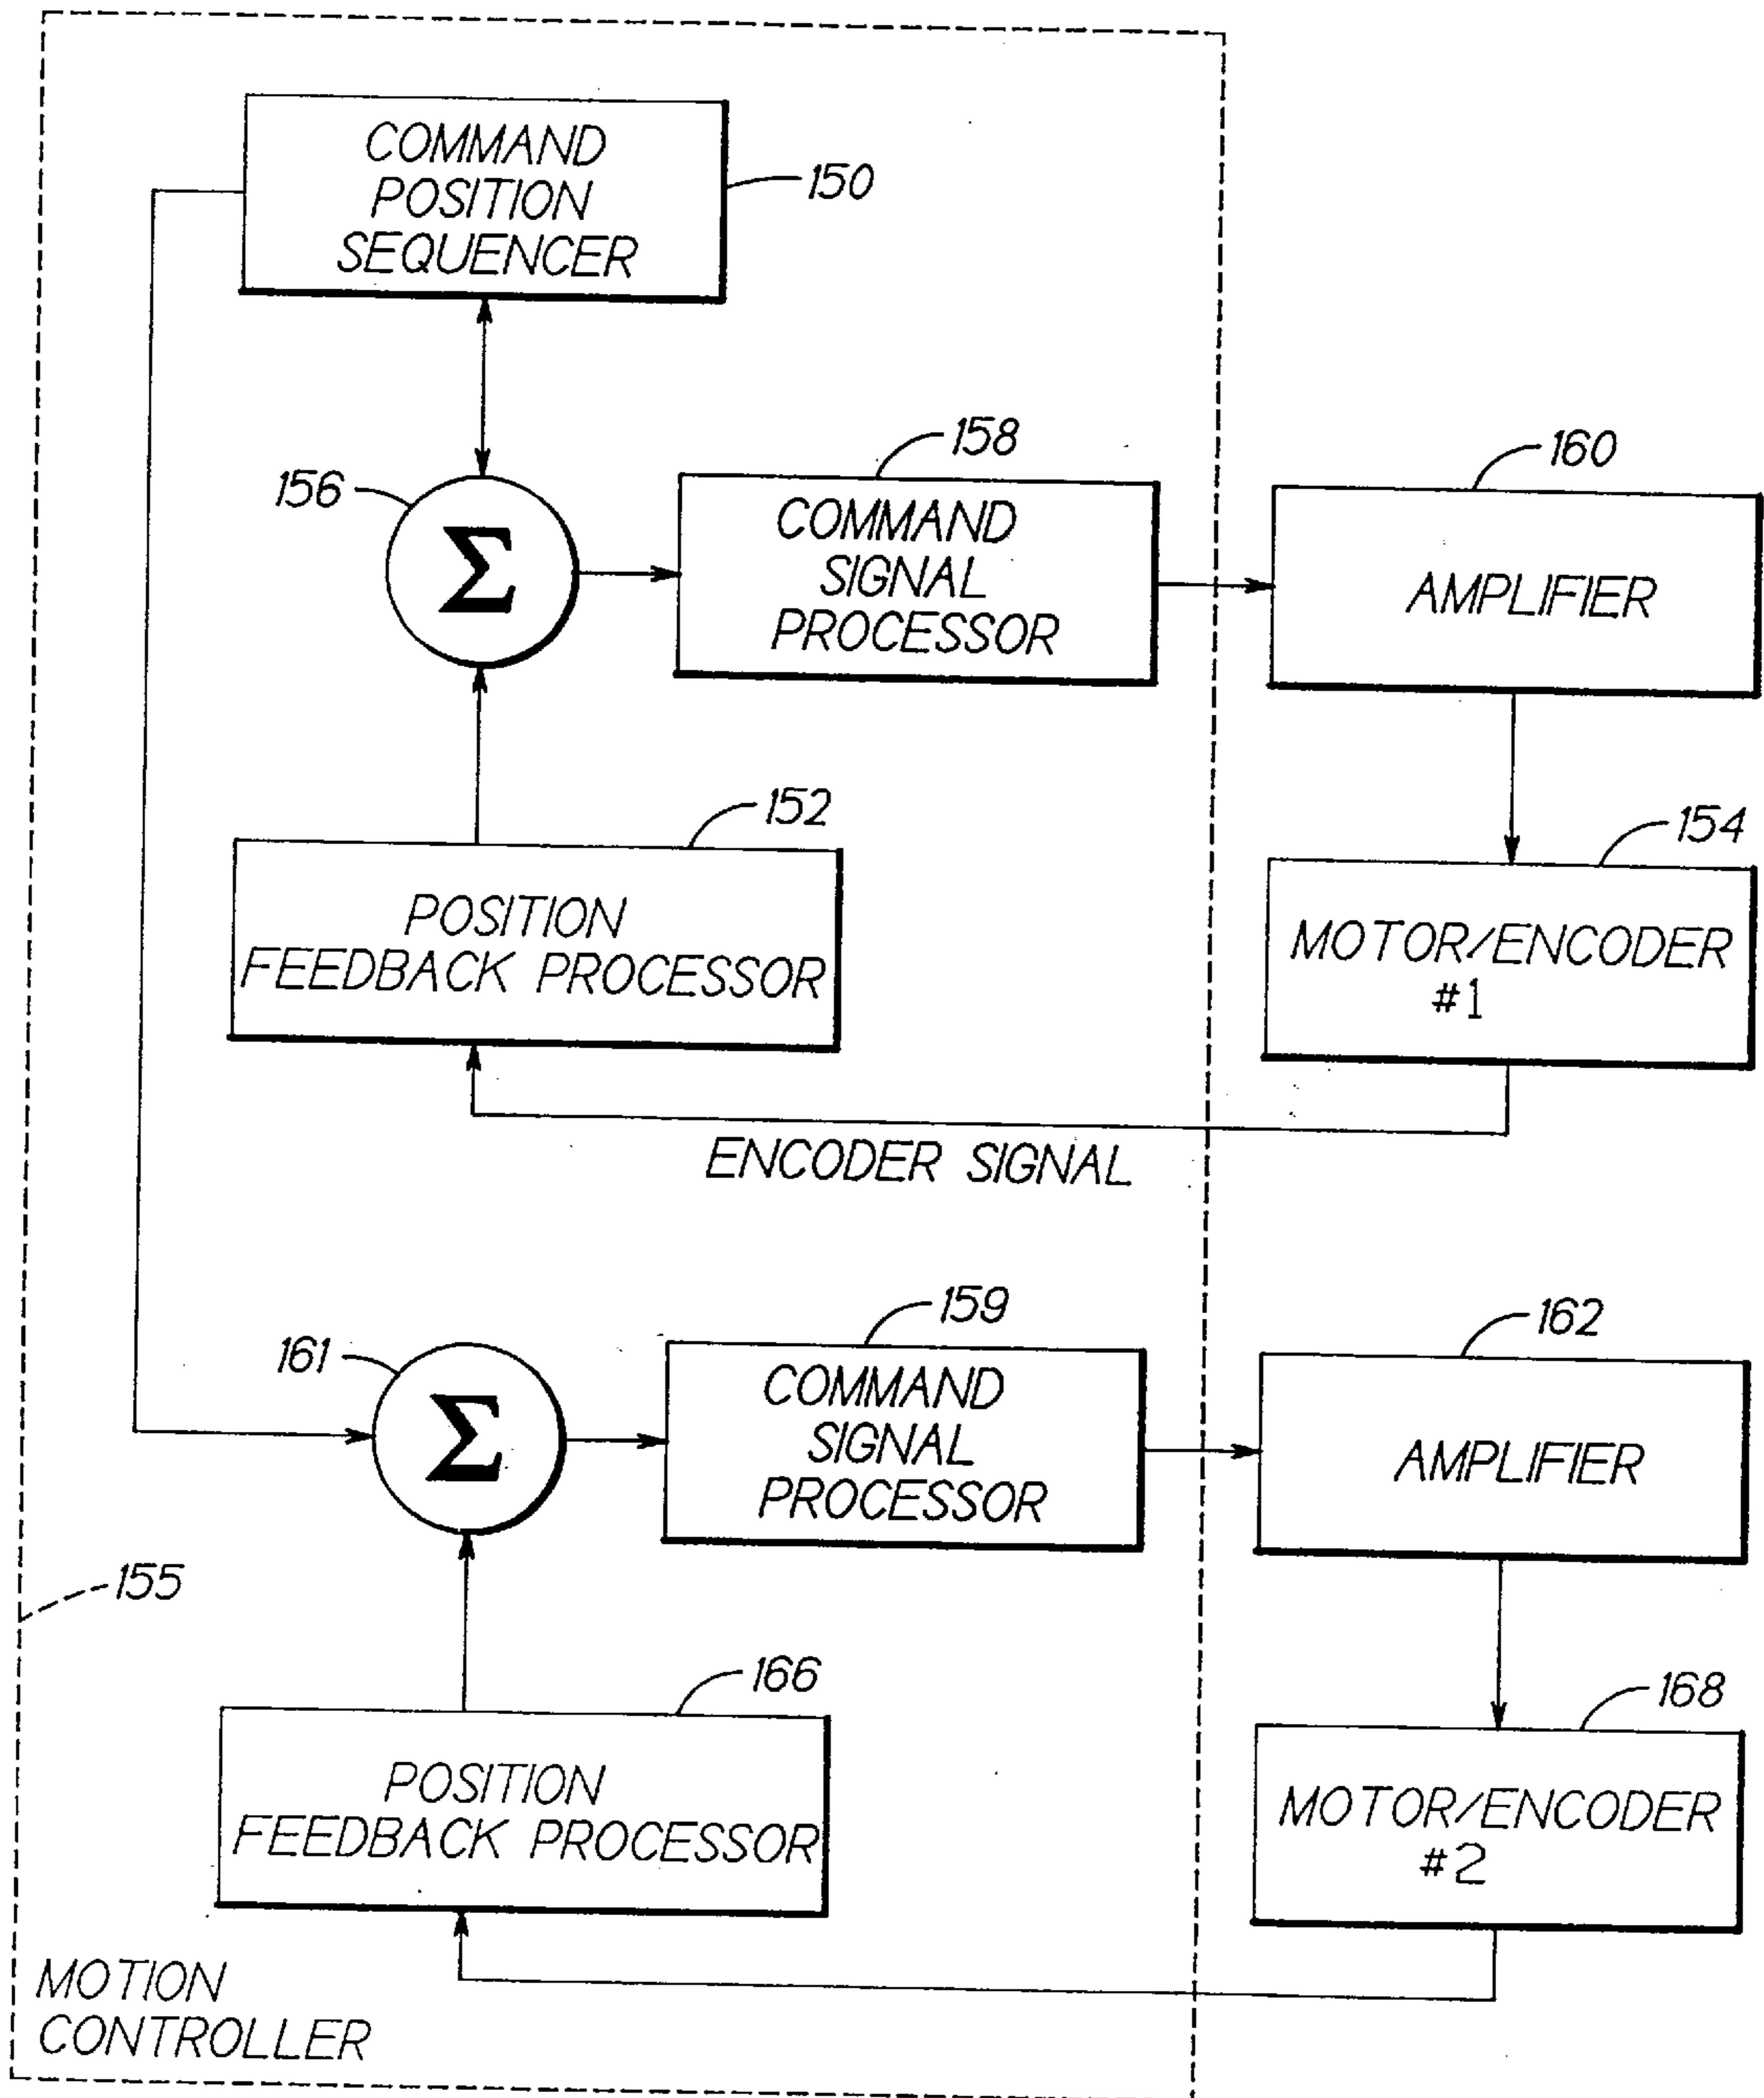 COMMAND
POSITION
SEQUENCER
150
156
Σ
158
COMMAND
SIGNAL
PROCESSOR
160
AMPLIFIER
152
POSITION
FEEDBACK PROCESSOR
154
MOTOR/ENCODER
#1
ENCODER SIGNAL
161
Σ
159
COMMAND
SIGNAL
PROCESSOR
162
AMPLIFIER
155
166
POSITION
FEEDBACK PROCESSOR
168
MOTOR/ENCODER
#2
MOTION
CONTROLLER